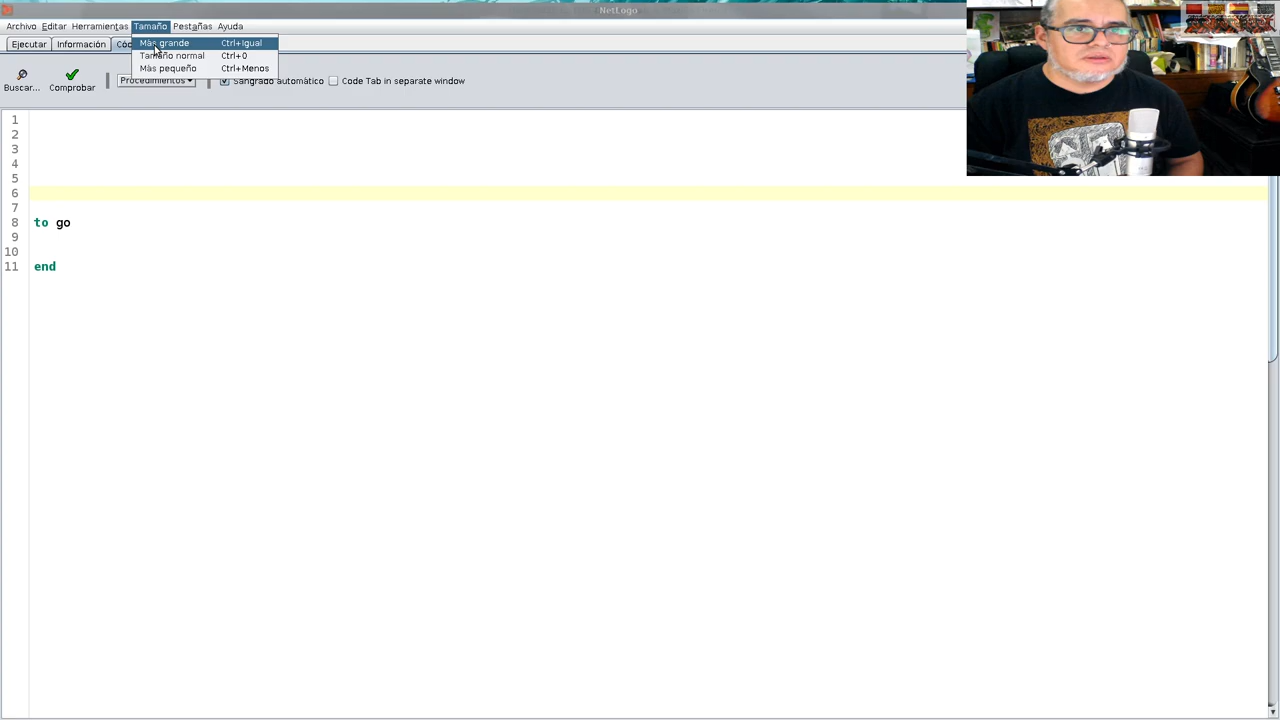 NetLogo
Archivo Editar Herramientas Tamaño Pestañas Ayuda
Ejecutar Información
Más grande Ctrl+Igual
Tamaño normal Ctrl+0
Más pequeño Ctrl+Menos
Buscar... Comprobar Procedimientos Sangrado automático Code Tab in separate window
1
2
3
4
5
6
7
8 to go
9
10
11 end